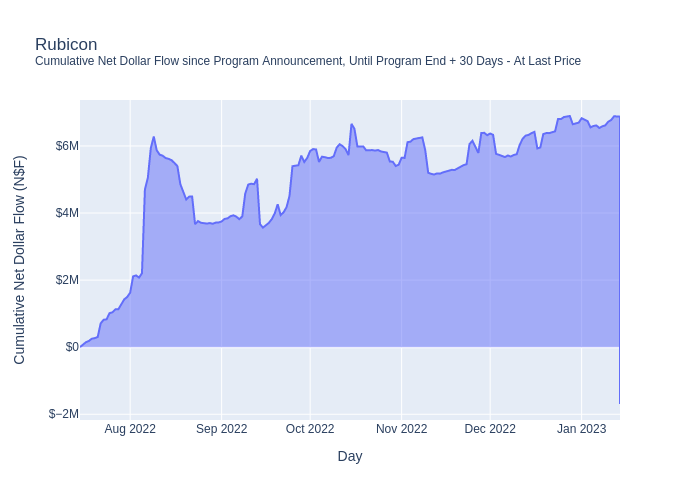 Rubicon
Cumulative Net Dollar Flow since Program Announcement, Until Program End + 30 Days - At Last Price
Cumulative Net Dollar Flow (N$F)
$6M
$4M
$2M
$0
$−2M
Aug 2022
Sep 2022
Oct 2022
Nov 2022
Dec 2022
Jan 2023
Day